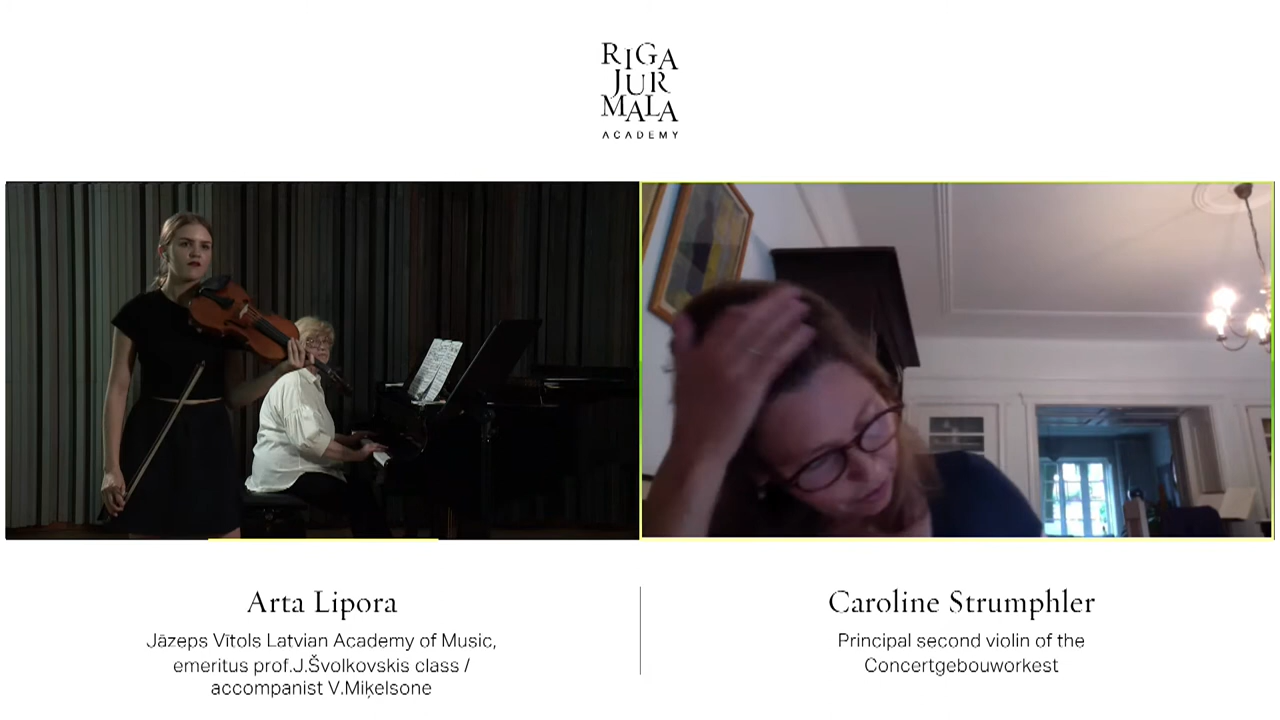 RIGA
JUR
MALA
ACADEMY
Arta Lipora
Jāzeps Vītols Latvian Academy of Music,
emeritus prof.J.Švolkovskis class /
accompanist V.Miķelsone
Caroline Strumphler
Principal second violin of the
Concertgebouworkest